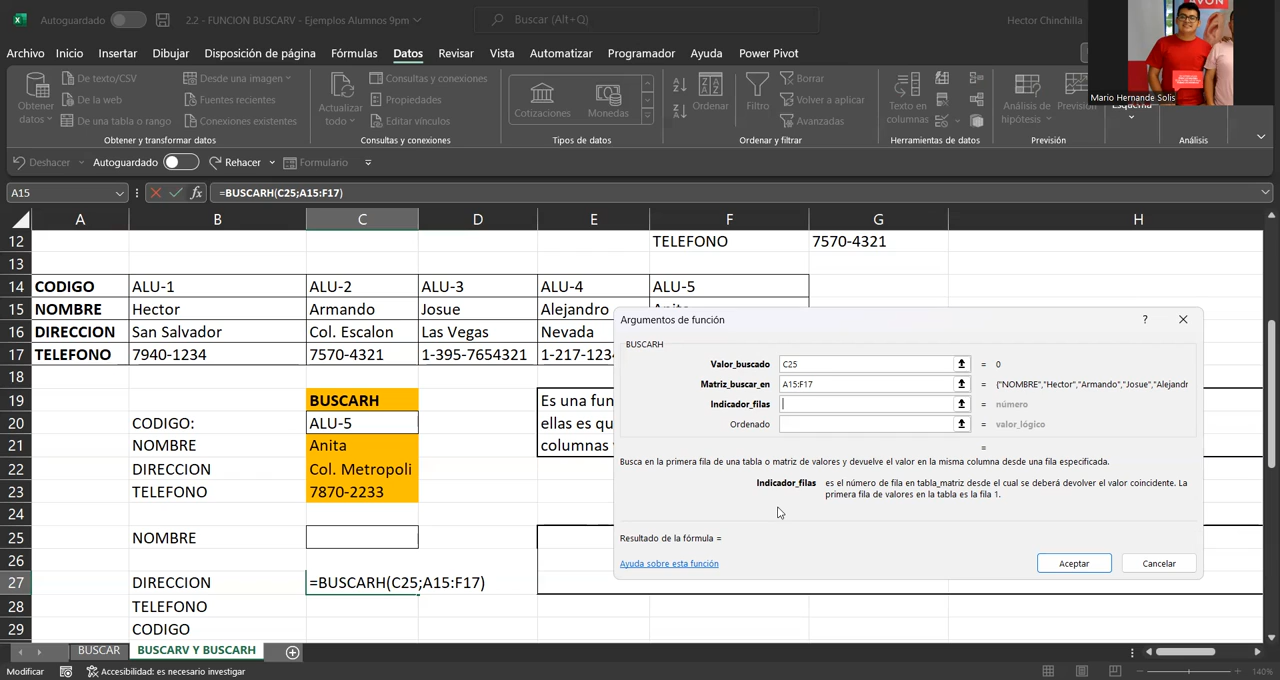 Autoguardado
2.2 - FUNCION BUSCARV - Ejemplos Alumnos 9pm
Buscar (Alt+Q)
Hector Chinchilla
AVON
Mario Hernande Solis
Archivo Inicio Insertar Dibujar Disposición de página Fórmulas Datos Revisar Vista Automatizar Programador Ayuda Power Pivot
Obtener datos
De texto/CSV
De la web
De una tabla o rango
Desde una imagen
Fuentes recientes
Conexiones existentes
Obtener y transformar datos
Actualizar todo
Consultas y conexiones
Propiedades
Editar vínculos
Consultas y conexiones
Cotizaciones
Monedas
Tipos de datos
Ordenar
Filtro
Borrar
Volver a aplicar
Avanzadas
Ordenar y filtrar
Texto en columnas
Herramientas de datos
Análisis de hipótesis
Previsión
Análisis
Deshacer Autoguardado Rehacer Formulario
A15 fx =BUSCARH(C25;A15:F17)
A B C D E F G H
12 TELEFONO 7570-4321
13
14 CODIGO ALU-1 ALU-2 ALU-3 ALU-4 ALU-5
15 NOMBRE Hector Armando Josue Alejandro
16 DIRECCION San Salvador Col. Escalon Las Vegas Nevada
17 TELEFONO 7940-1234 7570-4321 1-395-7654321 1-217-123
18
19 BUSCARH Es una fun
20 CODIGO: ALU-5 ellas es qu
21 NOMBRE Anita columnas
22 DIRECCION Col. Metropoli
23 TELEFONO 7870-2233
24
25 NOMBRE
26
27 DIRECCION =BUSCARH(C25;A15:F17)
28 TELEFONO
29 CODIGO
Argumentos de función ?
BUSCARH
Valor_buscado C25 = 0
Matriz_buscar_en A15:F17 = {"NOMBRE","Hector","Armando","Josue","Alejandr
Indicador_filas = número
Ordenado = valor_lógico
=
Busca en la primera fila de una tabla o matriz de valores y devuelve el valor en la misma columna desde una fila especificada.
Indicador_filas es el número de fila en tabla_matriz desde el cual se deberá devolver el valor coincidente. La
primera fila de valores en la tabla es la fila 1.
Resultado de la fórmula =
Ayuda sobre esta función
Aceptar Cancelar
BUSCAR BUSCARV Y BUSCARH
Modificar Accesibilidad: es necesario investigar 140%